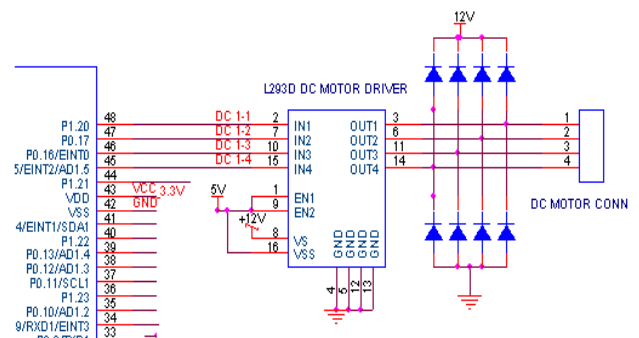 12V
L293D DC MOTOR DRIVER
48 DC 1-1 2 IN1 OUT1 3 1
P1.20
47 DC 1-2 7 IN2 OUT2 6 2
P0.17
46 DC 1-3 10 IN3 OUT3 11 3
P0.16/EINT0
45 DC 1-4 15 IN4 OUT4 14 4
5/EINT2/AD1.5
44
P1.21
43 VCC 3.3V 5V 1 EN1
VDD
42 GND 9 EN2 DC MOTOR CONN
VSS
41 +12V
4/EINT1/SDA1
40 8 VS
P1.22
39 16 VSS GND GND GND GND
P0.13/AD1.4
38
P0.12/AD1.3
37 4 5 12 13
P0.11/SCL1
36
P1.23
35
P0.10/AD1.2
34
9/RXD1/EINT3
33